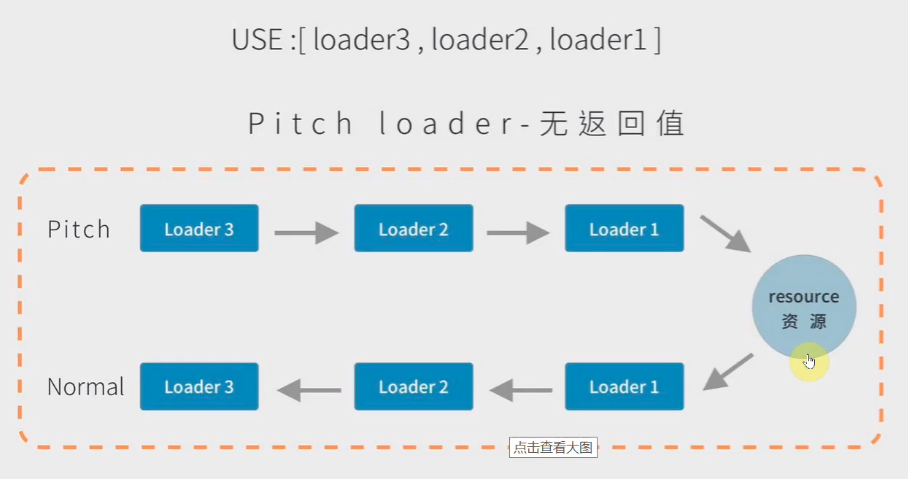 USE :[ loader3 , loader2 , loader1 ]
Pitch loader-无返回值
Pitch
Loader 3
Loader 2
Loader 1
resource
资 源
Normal
Loader 3
Loader 2
Loader 1
点击查看大图